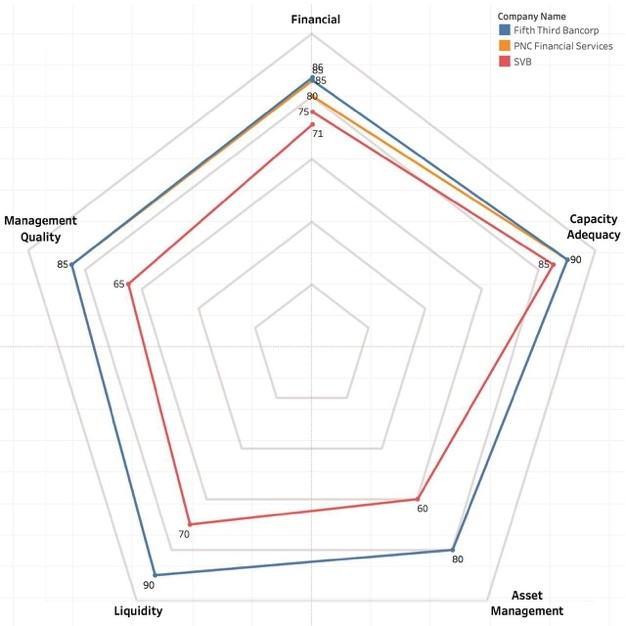 Financial
Company Name
Fifth Third Bancorp
PNC Financial Services
SVB
86
85
80
75
71
Management
Quality
Capacity
Adequacy
85
85
90
65
70
60
80
90
Liquidity
Asset
Management